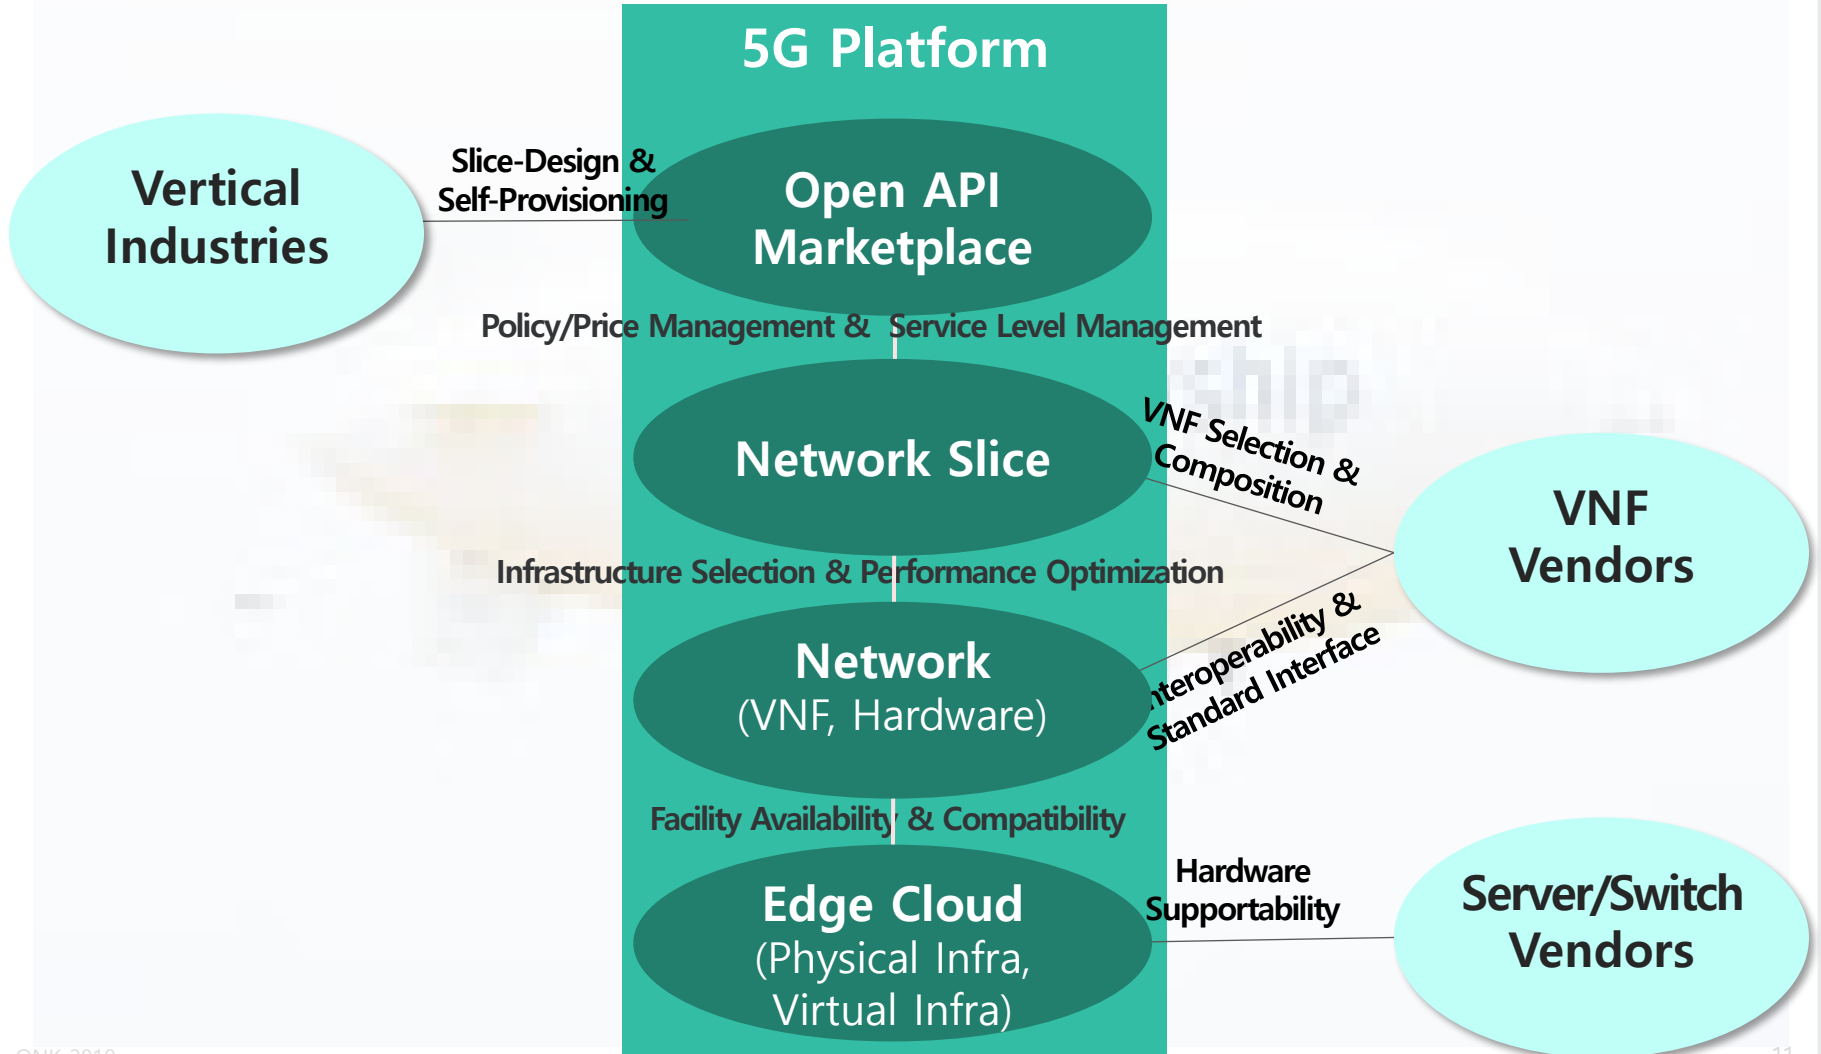 5G Platform
Vertical
Industries
Slice-Design &
Self-Provisioning
Open API
Marketplace
Policy/Price Management & Service Level Management
Network Slice
VNF Selection &
Composition
VNF
Vendors
Infrastructure Selection & Performance Optimization
Network
(VNF, Hardware)
nteroperability &
Standard Interface
Facility Availability & Compatibility
Edge Cloud
(Physical Infra,
Virtual Infra)
Hardware
Supportability
Server/Switch
Vendors
11